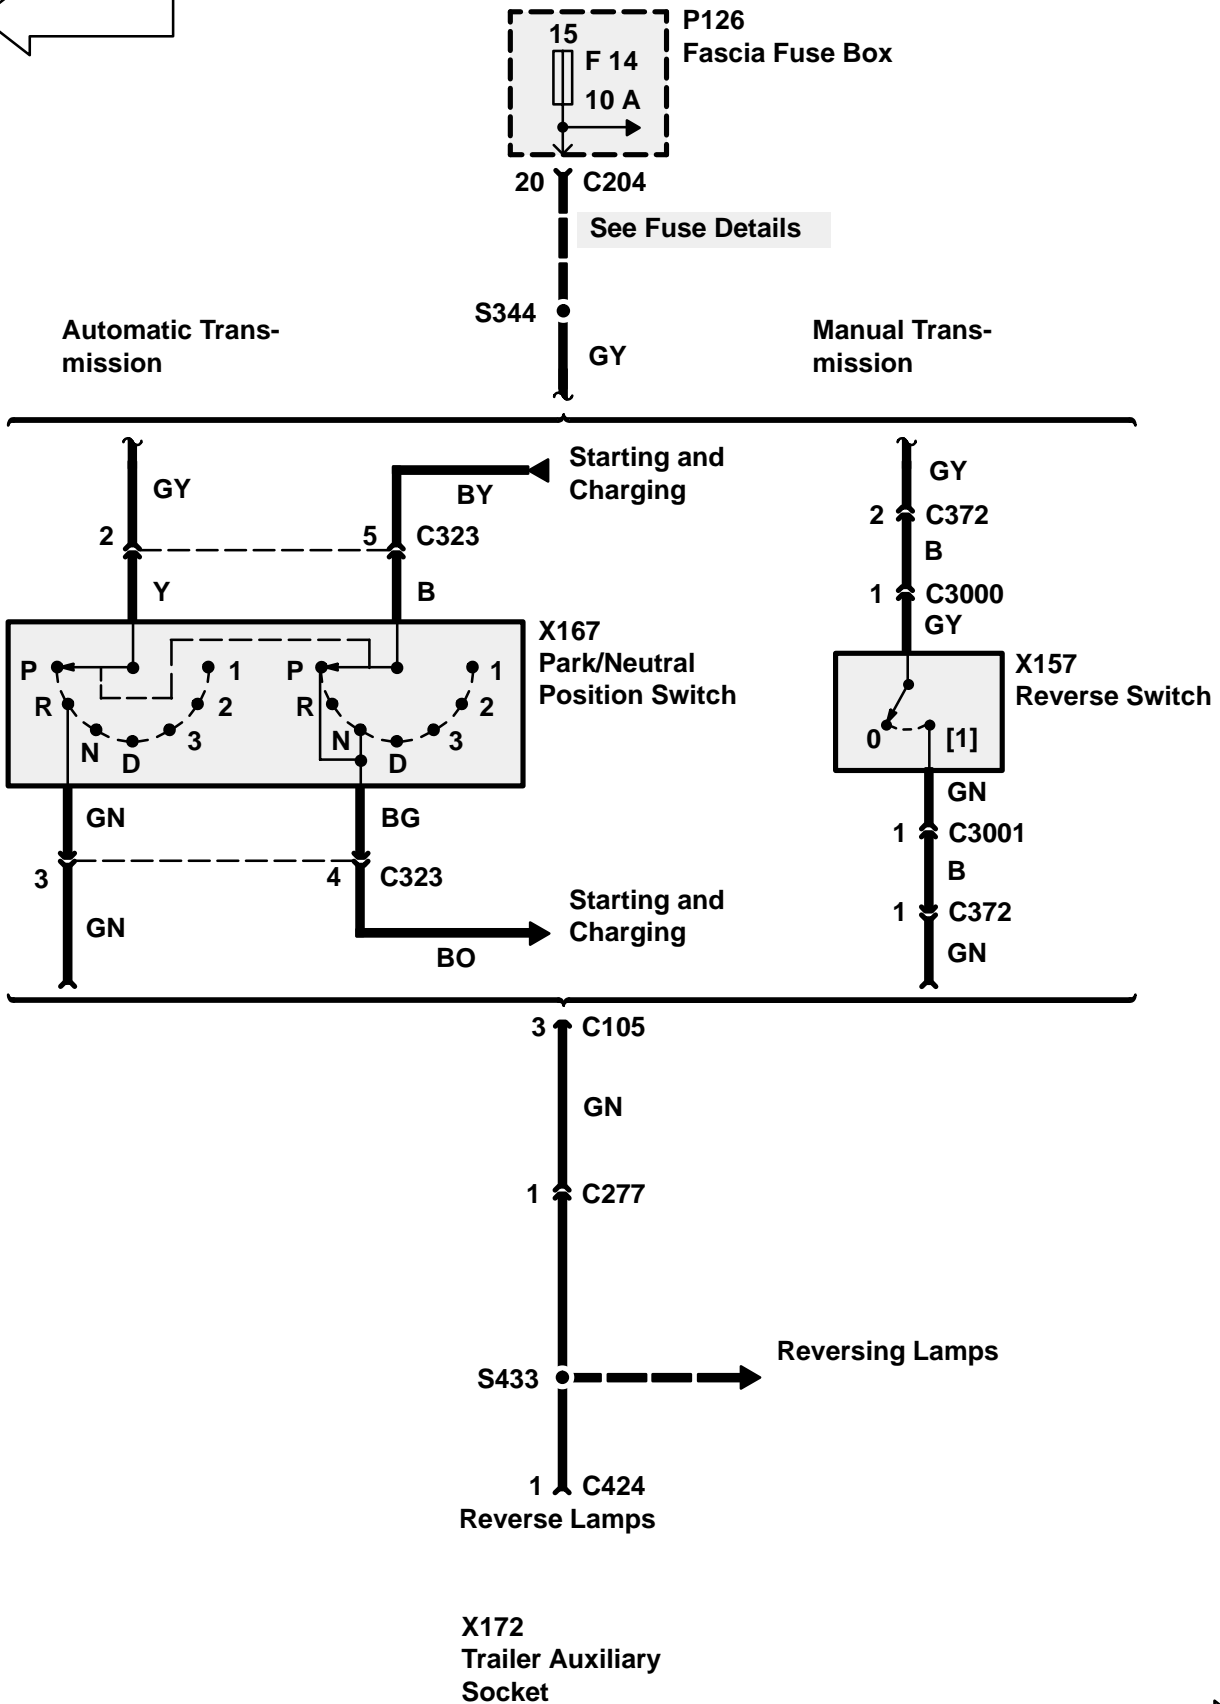 P126
15
Fascia Fuse Box
F 14
10 A
20 C204
See Fuse Details
S344
Automatic Trans-
mission
Manual Trans-
mission
GY
GY
BY
Starting and
Charging
GY
2
5 C323
2 C372
B
Y
B
1 C3000
GY
X167
Park/Neutral
Position Switch
P
1
P
1
R
2
R
2
N
D
3
N
D
3
X157
Reverse Switch
0
[1]
GN
BG
GN
1 C3001
3
4 C323
B
GN
BO
Starting and
Charging
1 C372
GN
3 C105
GN
1 C277
S433
Reversing Lamps
1 C424
Reverse Lamps
X172
Trailer Auxiliary
Socket